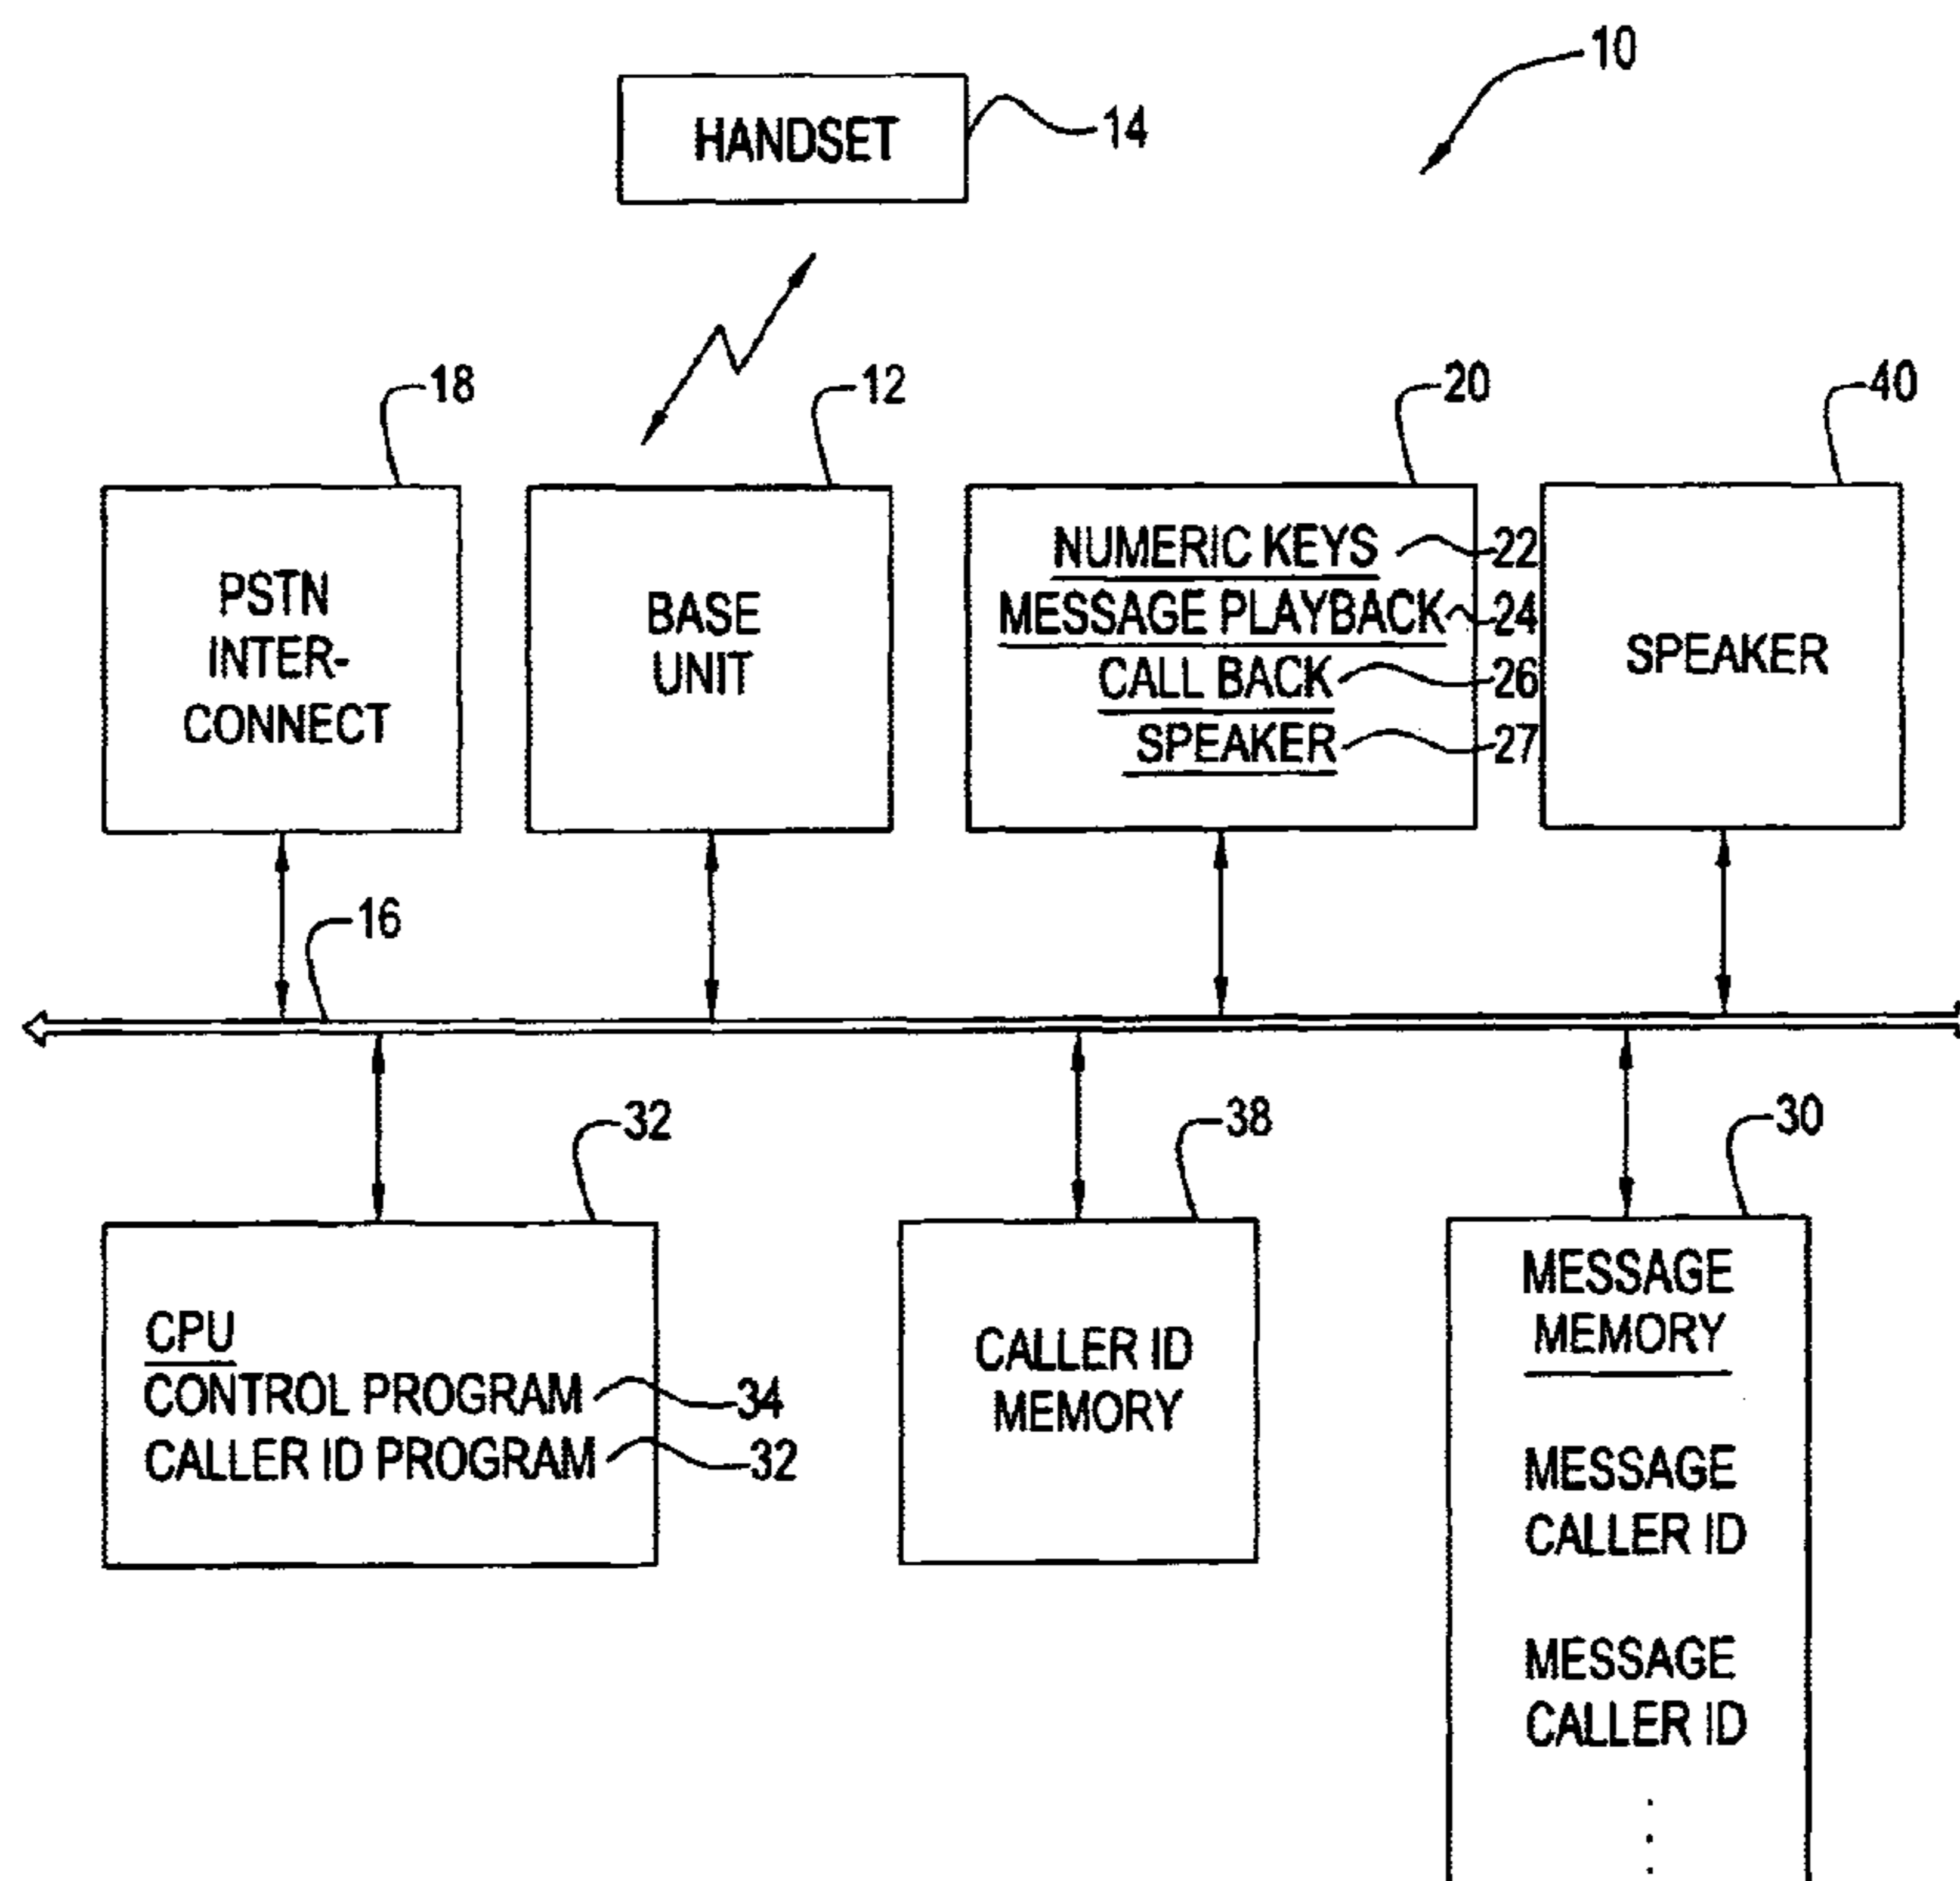 10
HANDSET
14
18
12
20
40
PSTN
INTER-
CONNECT
BASE
UNIT
NUMERIC KEYS 22
MESSAGE PLAYBACK 24
CALL BACK 26
SPEAKER 27
SPEAKER
16
32
38
30
CPU
CONTROL PROGRAM 34
CALLER ID PROGRAM 32
CALLER ID
MEMORY
MESSAGE
MEMORY
MESSAGE
CALLER ID
MESSAGE
CALLER ID